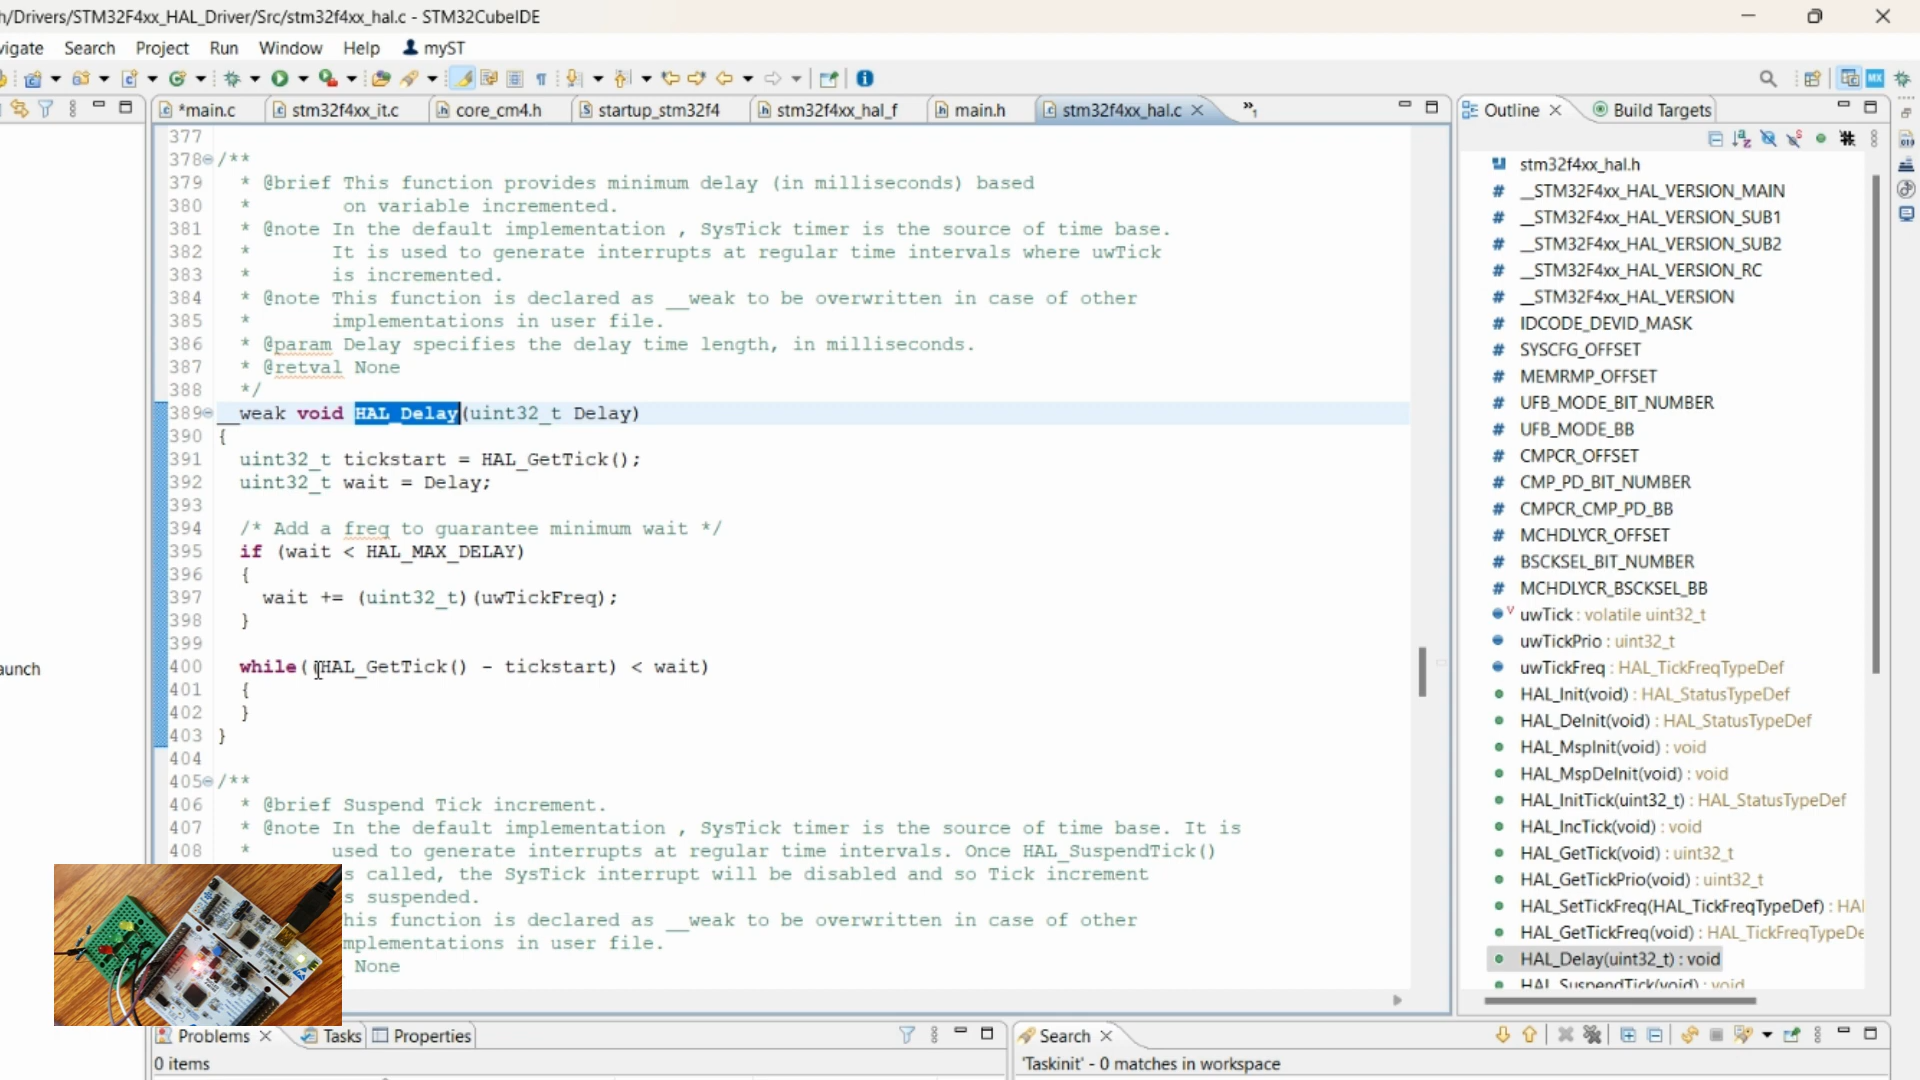 h/Drivers/STM32F4xx_HAL_Driver/Src/stm32f4xx_hal.c - STM32CubeIDE
vigate Search Project Run Window Help myST
*main.c stm32f4xx_it.c core_cm4.h startup_stm32f4 stm32f4xx_hal_f main.h stm32f4xx_hal.c »1 Outline Build Targets
377
378 /**
379 * @brief This function provides minimum delay (in milliseconds) based
380 * on variable incremented.
381 * @note In the default implementation , SysTick timer is the source of time base.
382 * It is used to generate interrupts at regular time intervals where uwTick
383 * is incremented.
384 * @note This function is declared as __weak to be overwritten in case of other
385 * implementations in user file.
386 * @param Delay specifies the delay time length, in milliseconds.
387 * @retval None
388 */
389 __weak void HAL_Delay(uint32_t Delay)
390 {
391 uint32_t tickstart = HAL_GetTick();
392 uint32_t wait = Delay;
393
394 /* Add a freq to guarantee minimum wait */
395 if (wait < HAL_MAX_DELAY)
396 {
397 wait += (uint32_t)(uwTickFreq);
398 }
399
400 while((HAL_GetTick() - tickstart) < wait)
401 {
402 }
403 }
404
405 /**
406 * @brief Suspend Tick increment.
407 * @note In the default implementation , SysTick timer is the source of time base. It is
408 * used to generate interrupts at regular time intervals. Once HAL_SuspendTick()
s called, the SysTick interrupt will be disabled and so Tick increment
s suspended.
his function is declared as __weak to be overwritten in case of other
mplementations in user file.
None
aunch
stm32f4xx_hal.h
__STM32F4xx_HAL_VERSION_MAIN
__STM32F4xx_HAL_VERSION_SUB1
__STM32F4xx_HAL_VERSION_SUB2
__STM32F4xx_HAL_VERSION_RC
__STM32F4xx_HAL_VERSION
IDCODE_DEVID_MASK
SYSCFG_OFFSET
MEMRMP_OFFSET
UFB_MODE_BIT_NUMBER
UFB_MODE_BB
CMPCR_OFFSET
CMP_PD_BIT_NUMBER
CMPCR_CMP_PD_BB
MCHDLYCR_OFFSET
BSCKSEL_BIT_NUMBER
MCHDLYCR_BSCKSEL_BB
uwTick : volatile uint32_t
uwTickPrio : uint32_t
uwTickFreq : HAL_TickFreqTypeDef
HAL_Init(void) : HAL_StatusTypeDef
HAL_DeInit(void) : HAL_StatusTypeDef
HAL_MspInit(void) : void
HAL_MspDeInit(void) : void
HAL_InitTick(uint32_t) : HAL_StatusTypeDef
HAL_IncTick(void) : void
HAL_GetTick(void) : uint32_t
HAL_GetTickPrio(void) : uint32_t
HAL_SetTickFreq(HAL_TickFreqTypeDef) : HAL
HAL_GetTickFreq(void) : HAL_TickFreqTypeDe
HAL_Delay(uint32_t) : void
HAL_SuspendTick(void) : void
Problems Tasks Properties
0 items
Search
'Taskinit' - 0 matches in workspace